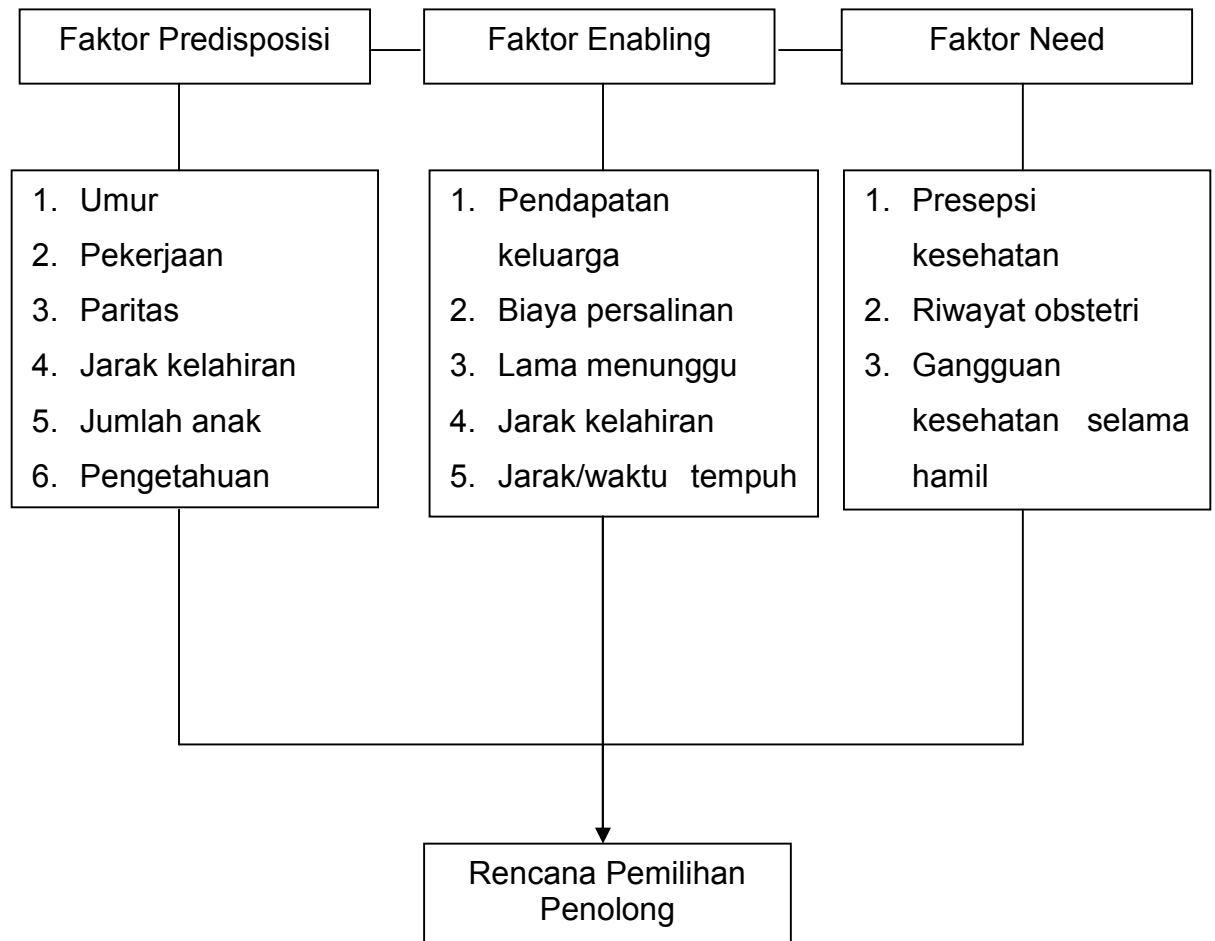 Faktor Predisposisi
Faktor Enabling
Faktor Need
1. Umur
2. Pekerjaan
3. Paritas
4. Jarak kelahiran
5. Jumlah anak
6. Pengetahuan
1. Pendapatan
keluarga
2. Biaya persalinan
3. Lama menunggu
4. Jarak kelahiran
5. Jarak/waktu tempuh
1. Presepsi
kesehatan
2. Riwayat obstetri
3. Gangguan
kesehatan selama
hamil
Rencana Pemilihan
Penolong